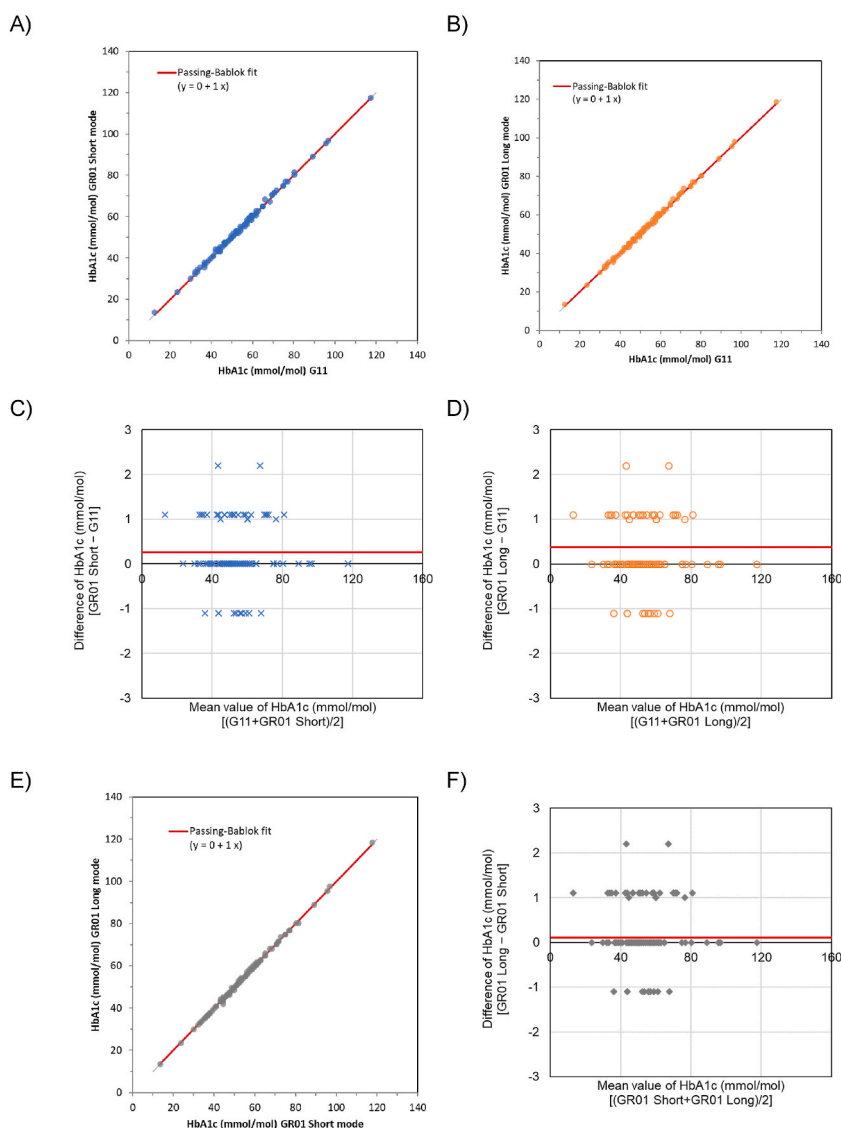 A)
140
Passing-Bablok fit
(y = 0 + 1 x)
120
100
80
60
40
20
0
0 20 40 60 80 100 120 140
HbA1c (mmol/mol) GR01 Short mode
HbA1c (mmol/mol) G11
B)
140
Passing-Bablok fit
(y = 0 + 1 x)
120
100
80
60
40
20
0
0 20 40 60 80 100 120 140
HbA1c (mmol/mol) GR01 Long mode
HbA1c (mmol/mol) G11
C)
3
2
1
0
-1
-2
-3
0 40 80 120 160
Difference of HbA1c (mmol/mol)
[GR01 Short − G11]
Mean value of HbA1c (mmol/mol)
[(G11+GR01 Short)/2]
D)
3
2
1
0
-1
-2
-3
0 40 80 120 160
Difference of HbA1c (mmol/mol)
[GR01 Long − G11]
Mean value of HbA1c (mmol/mol)
[(G11+GR01 Long)/2]
E)
140
Passing-Bablok fit
(y = 0 + 1 x)
120
100
80
60
40
20
0
0 20 40 60 80 100 120 140
HbA1c (mmol/mol) GR01 Long mode
HbA1c (mmol/mol) GR01 Short mode
F)
3
2
1
0
-1
-2
-3
0 40 80 120 160
Difference of HbA1c (mmol/mol)
[GR01 Long − GR01 Short]
Mean value of HbA1c (mmol/mol)
[(GR01 Short+GR01 Long)/2]